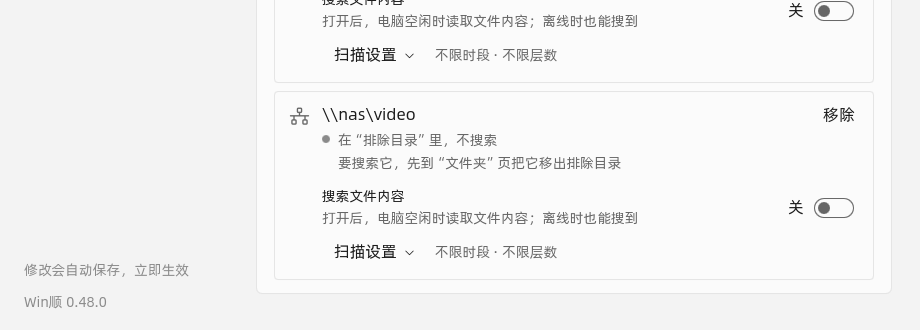 搜索文件内容
打开后，电脑空闲时读取文件内容；离线时也能搜到
关
扫描设置 不限时段 · 不限层数
\\nas\video
移除
在“排除目录”里，不搜索
要搜索它，先到“文件夹”页把它移出排除目录
搜索文件内容
打开后，电脑空闲时读取文件内容；离线时也能搜到
关
扫描设置 不限时段 · 不限层数
修改会自动保存，立即生效
Win顺 0.48.0